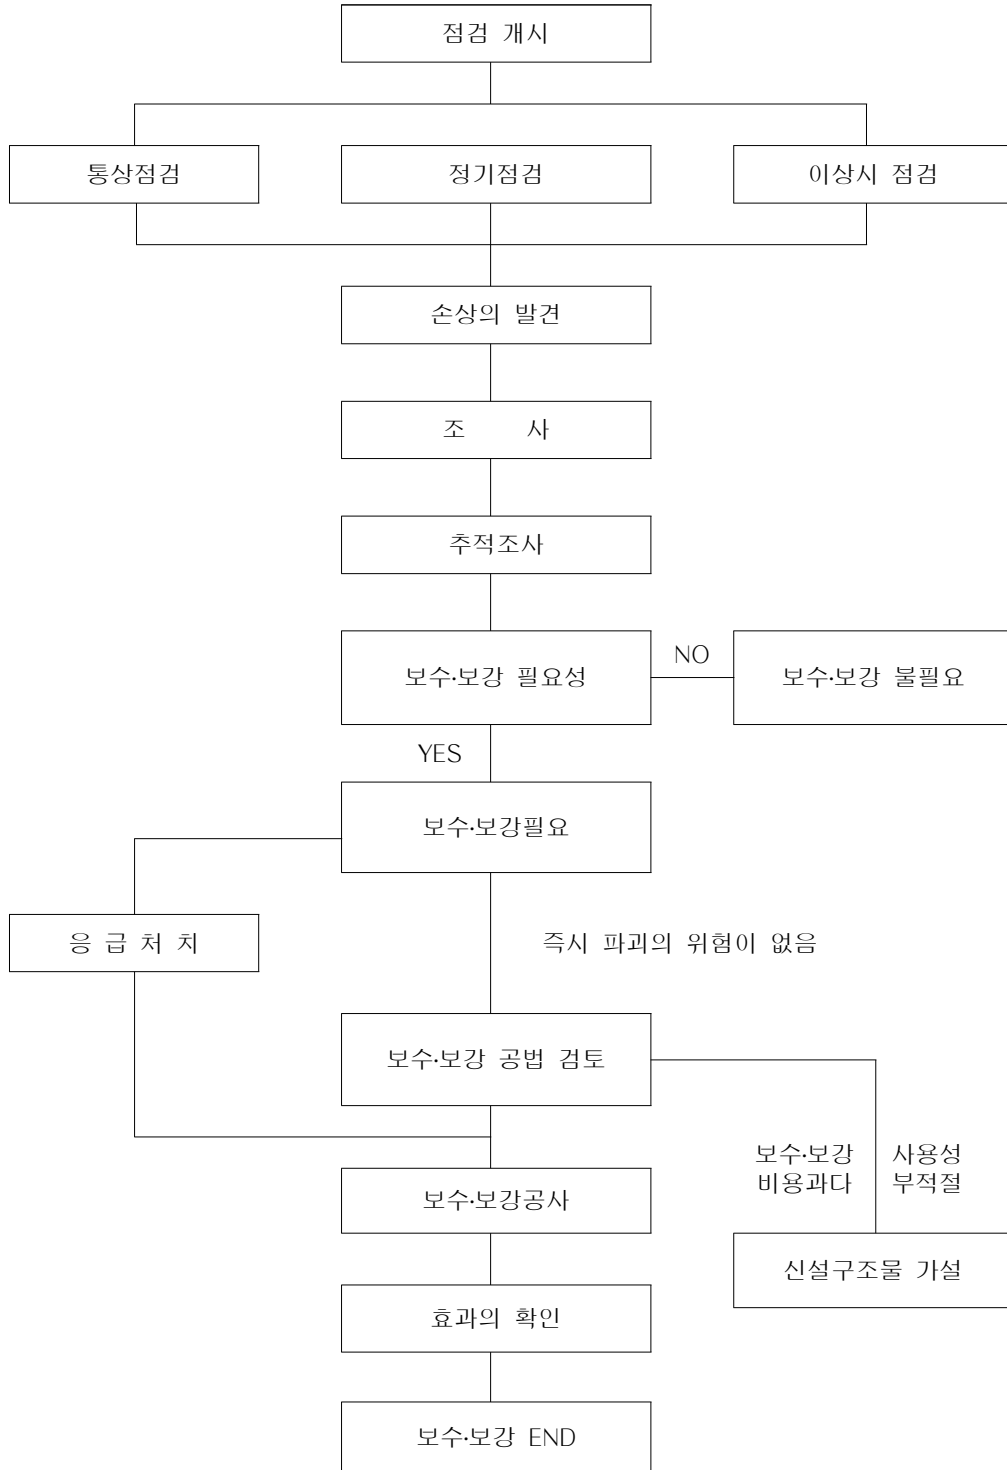 점검 개시
통상점검
정기점검
이상시 점검
손상의 발견
조 사
추적조사
보수·보강 필요성
NO
보수·보강 불필요
YES
보수·보강필요
응 급 처 치
즉시 파괴의 위험이 없음
보수·보강 공법 검토
보수·보강
비용과다
사용성
부적절
보수·보강공사
신설구조물 가설
효과의 확인
보수·보강 END